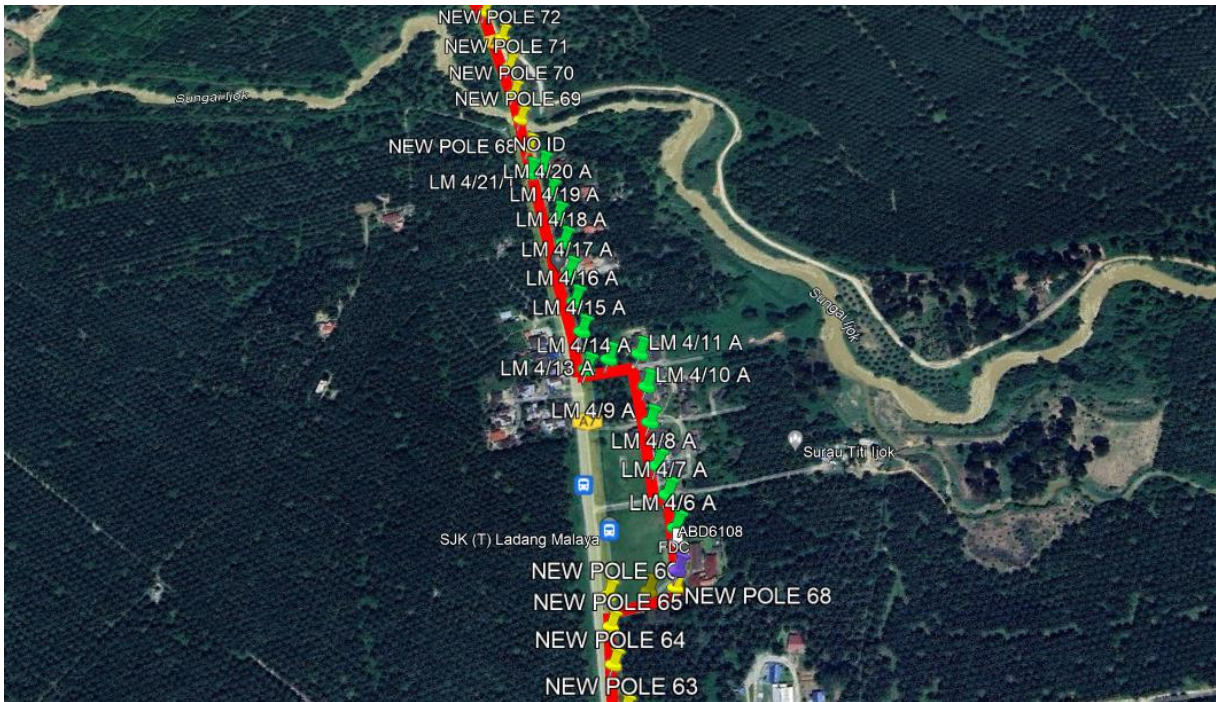 NEW POLE 72
NEW POLE 71
NEW POLE 70
Sungai Ijok
NEW POLE 69
NEW POLE 68
NO ID
LM 4/20 A
LM 4/21/1
LM 4/19 A
LM 4/18 A
LM 4/17 A
LM 4/16 A
Sungai Ijok
LM 4/15 A
LM 4/14 A
LM 4/11 A
LM 4/13 A
LM 4/10 A
LM 4/9 A
A7
LM 4/8 A
Surau Titi Ijok
LM 4/7 A
LM 4/6 A
ABD6108
SJK (T) Ladang Malaya
FDC
NEW POLE
NEW POLE 65
NEW POLE 68
NEW POLE 64
NEW POLE 63